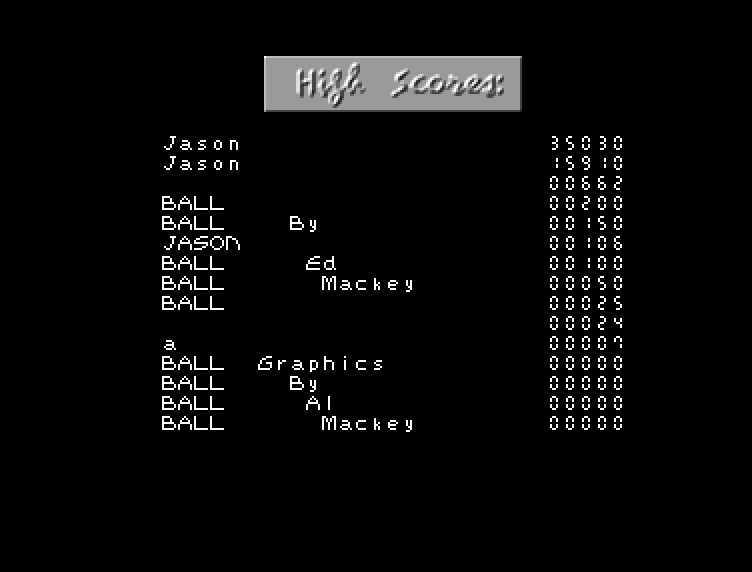 High Scores:
Jason 35030
Jason 15910
00662
BALL 00200
BALL By 00150
JASON 00106
BALL Ed 00100
BALL Mackey 00050
BALL 00025
00024
a 00007
BALL Graphics 00000
BALL By 00000
BALL Al 00000
BALL Mackey 00000